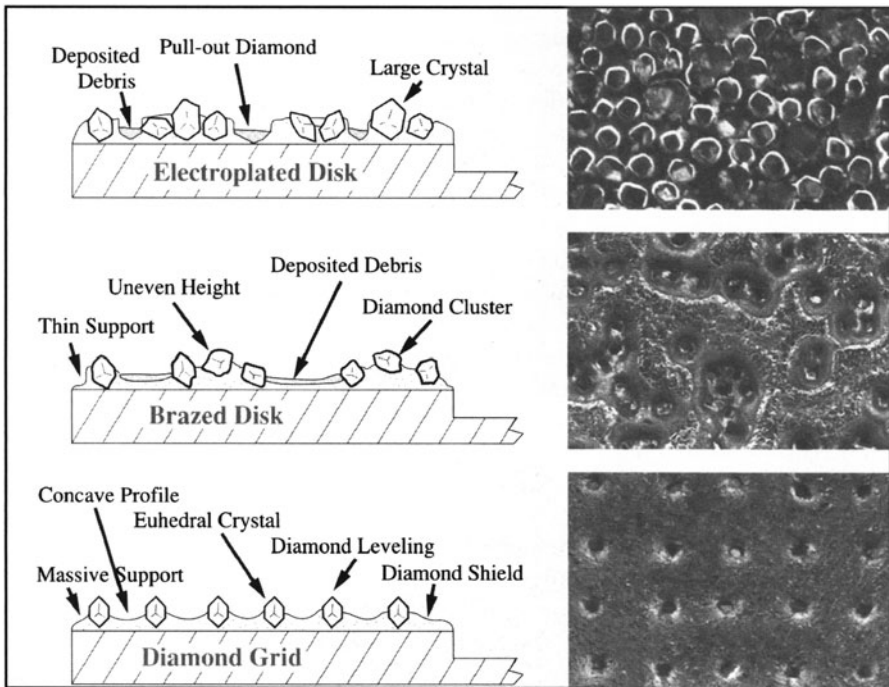 Pull-out Diamond
Deposited
Debris
Large Crystal
Electroplated Disk
Deposited Debris
Uneven Height
Diamond Cluster
Thin Support
Brazed Disk
Concave Profile
Euhedral Crystal
Diamond Leveling
Massive Support
Diamond Shield
Diamond Grid